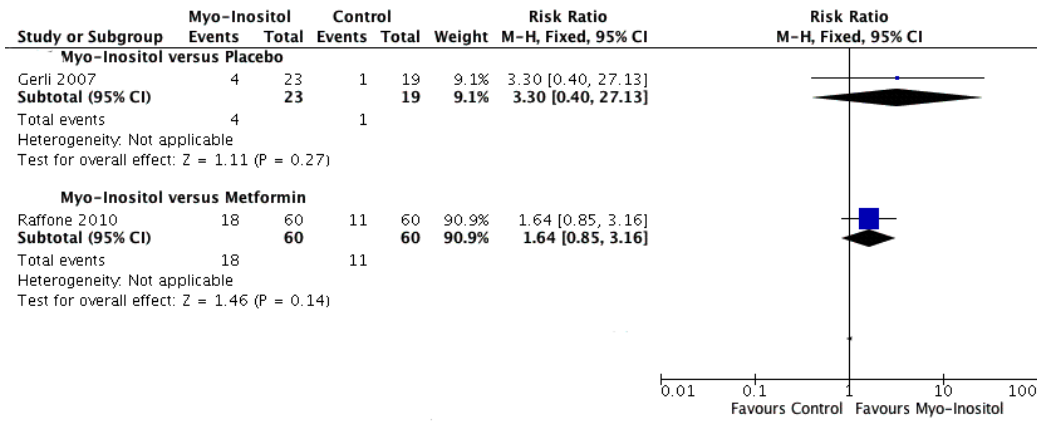 Myo-Inositol Control Risk Ratio Risk Ratio
Study or Subgroup Events Total Events Total Weight M-H, Fixed, 95% CI M-H, Fixed, 95% CI
Myo-Inositol versus Placebo
Gerli 2007 4 23 1 19 9.1% 3.30 [0.40, 27.13]
Subtotal (95% CI) 23 19 9.1% 3.30 [0.40, 27.13]
Total events 4 1
Heterogeneity: Not applicable
Test for overall effect: Z = 1.11 (P = 0.27)
Myo-Inositol versus Metformin
Raffone 2010 18 60 11 60 90.9% 1.64 [0.85, 3.16]
Subtotal (95% CI) 60 60 90.9% 1.64 [0.85, 3.16]
Total events 18 11
Heterogeneity: Not applicable
Test for overall effect: Z = 1.46 (P = 0.14)
0.01 0.1 1 10 100
Favours Control Favours Myo-Inositol